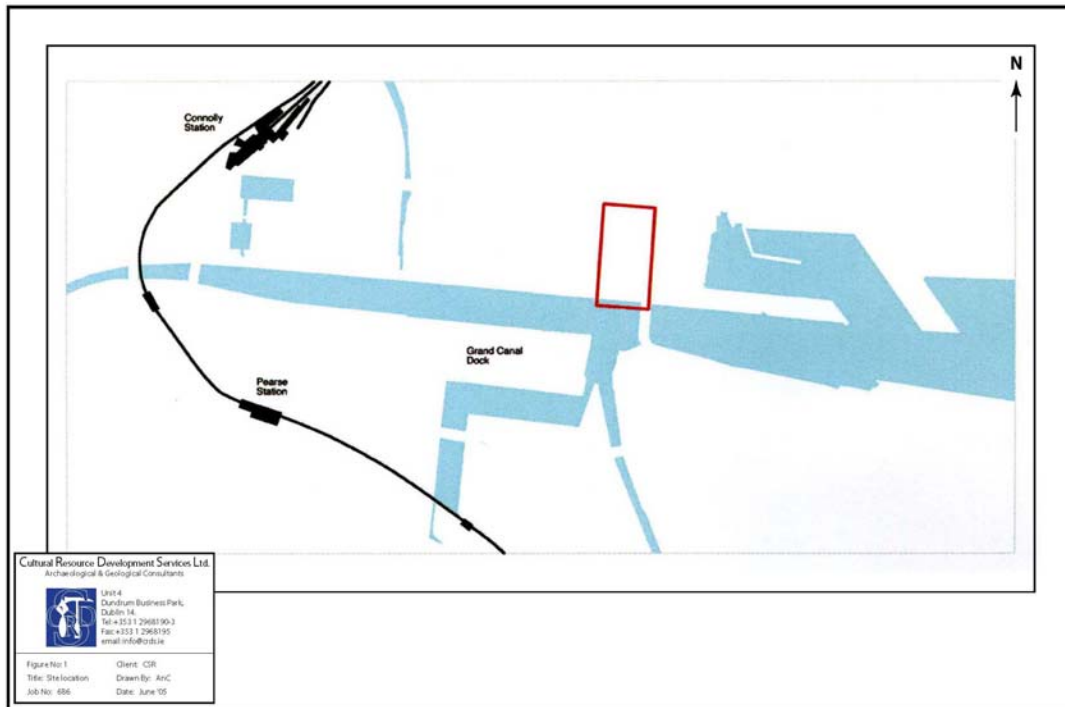 N
Connolly
Station
Grand Canal
Dock
Pearse
Station
Cultural Resource Development Services Ltd.
Archaeological & Geological Consultants
CRDS
Unit 4
Dundrum Business Park,
Dublin 14.
Tel:+353 1 2968190-3
Fax:+353 1 2968195
email:info@crds.ie
Figure No: 1
Client: CSR
Title: Site location
Drawn By: AnC
Job No: 686
Date: June '05